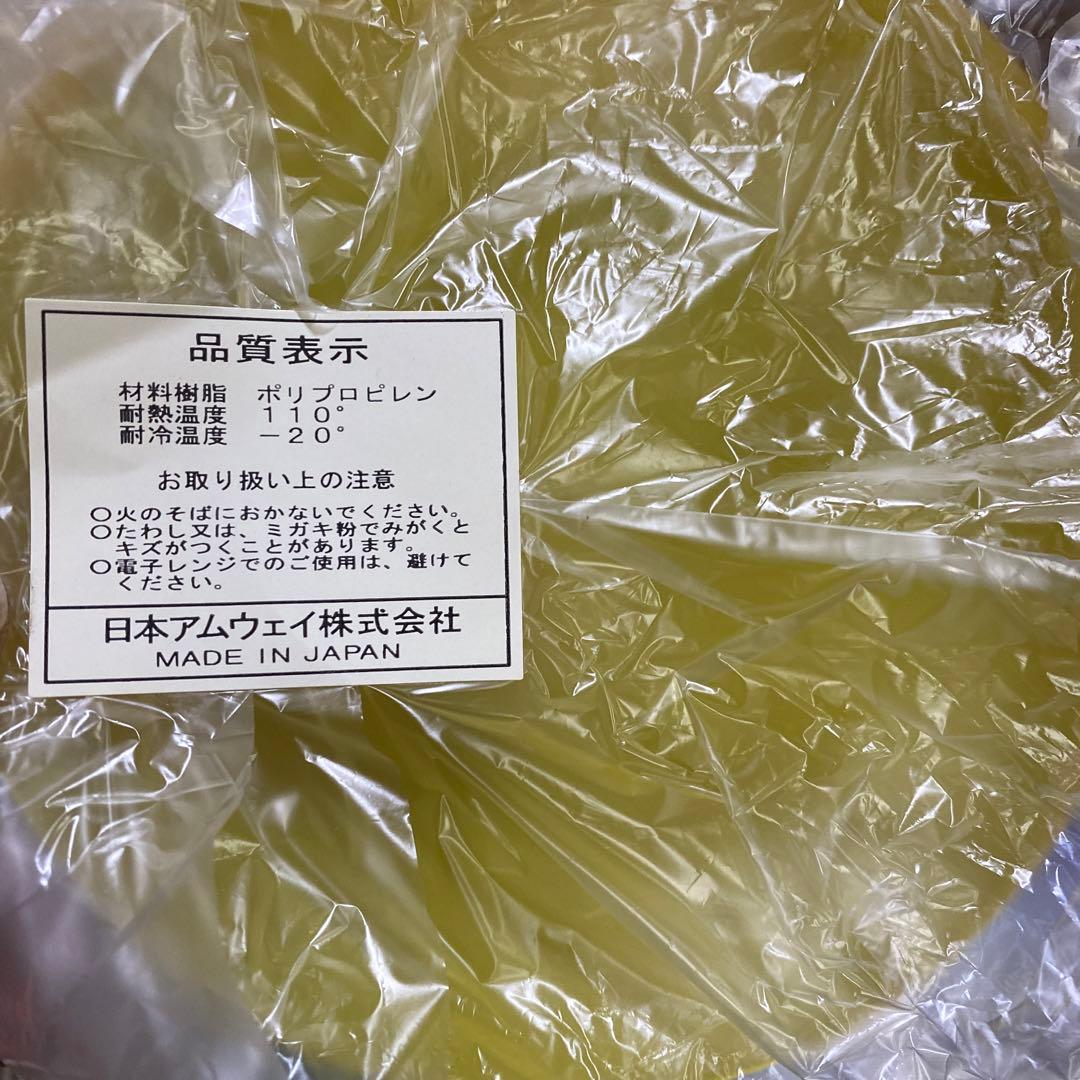 品質表示
材料樹脂 ポリプロピレン
耐熱温度 110°
耐冷温度 −20°
お取り扱い上の注意
○火のそばにおかないでください。
○たわし又は、ミガキ粉でみがくと
キズがつくことがあります。
○電子レンジでのご使用は、避けて
ください。
日本アムウェイ株式会社
MADE IN JAPAN